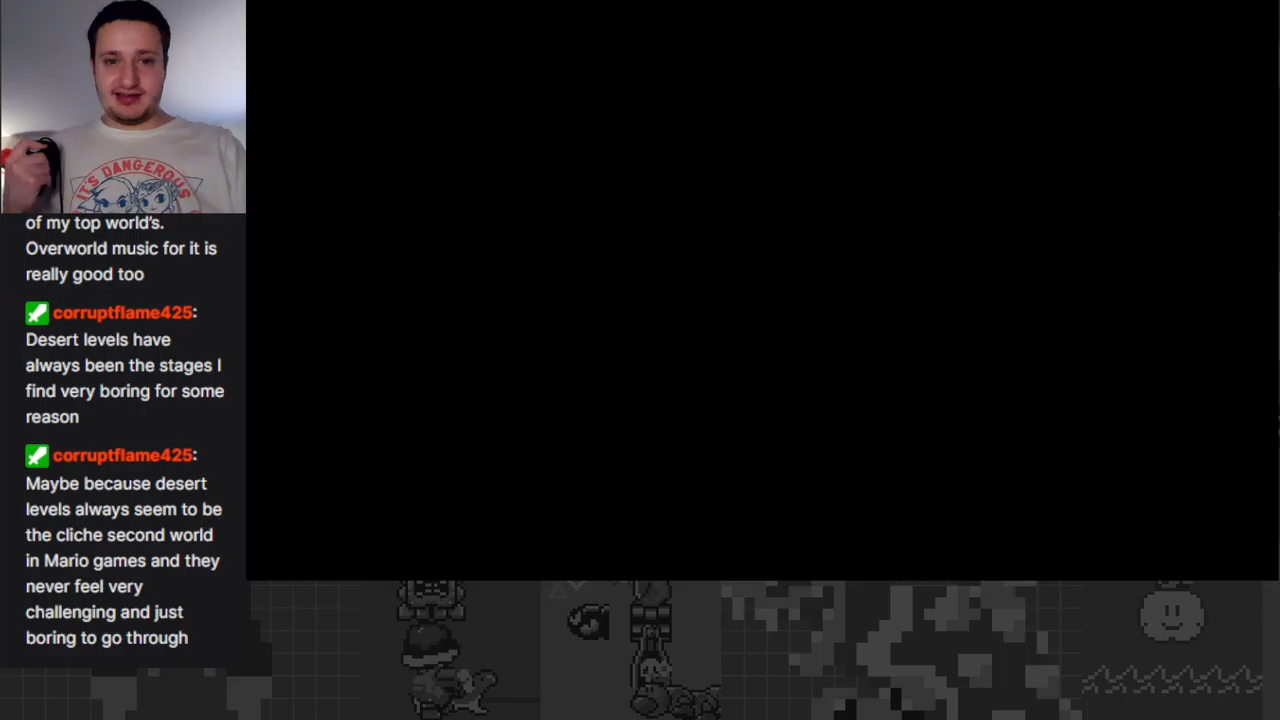 IT'S DANGEROUS
of my top world's.
Overworld music for it is
really good too
corruptflame425:
Desert levels have
always been the stages I
find very boring for some
reason
corruptflame425:
Maybe because desert
levels always seem to be
the cliche second world
in Mario games and they
never feel very
challenging and just
boring to go through